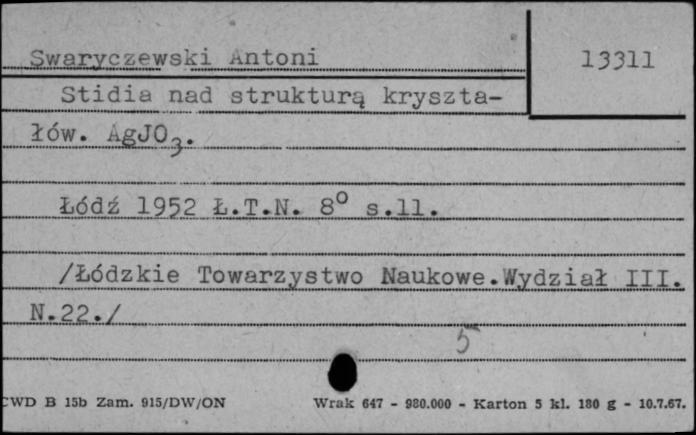 Swaryczewski Antoni
13311
Stidia nad strukturą kryszta-
łów. AgJO3.
Łódź 1952 Ł.T.N. 8° s.11.
/Łódzkie Towarzystwo Naukowe.Wydział III.
N.22./
5
CWD B 15b Zam. 915/DW/ON Wrak 647 - 980.000 - Karton 5 kl. 180 g - 10.7.67.